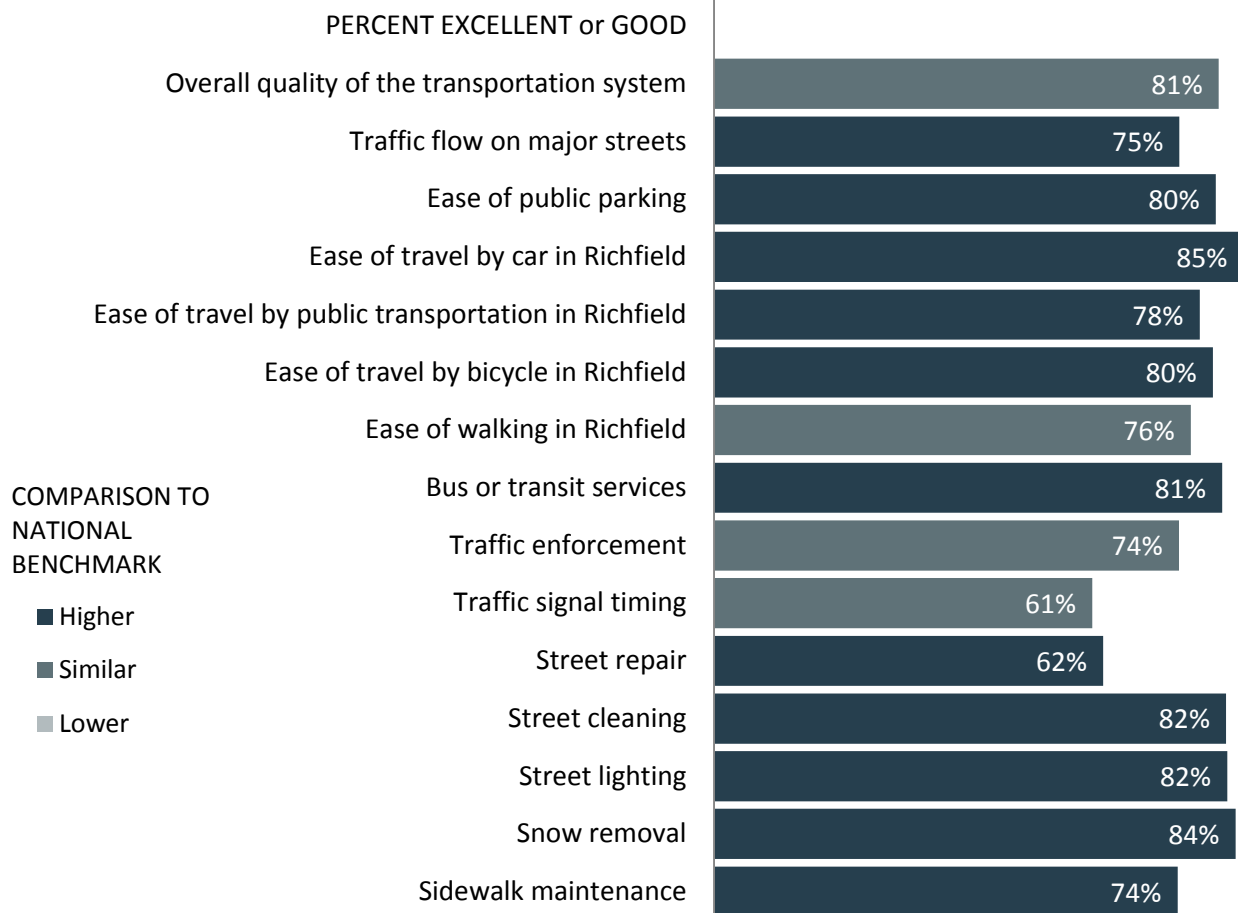 PERCENT EXCELLENT or GOOD
Overall quality of the transportation system 81%
Traffic flow on major streets 75%
Ease of public parking 80%
Ease of travel by car in Richfield 85%
Ease of travel by public transportation in Richfield 78%
Ease of travel by bicycle in Richfield 80%
Ease of walking in Richfield 76%
Bus or transit services 81%
Traffic enforcement 74%
Traffic signal timing 61%
Street repair 62%
Street cleaning 82%
Street lighting 82%
Snow removal 84%
Sidewalk maintenance 74%
COMPARISON TO
NATIONAL
BENCHMARK
Higher
Similar
Lower